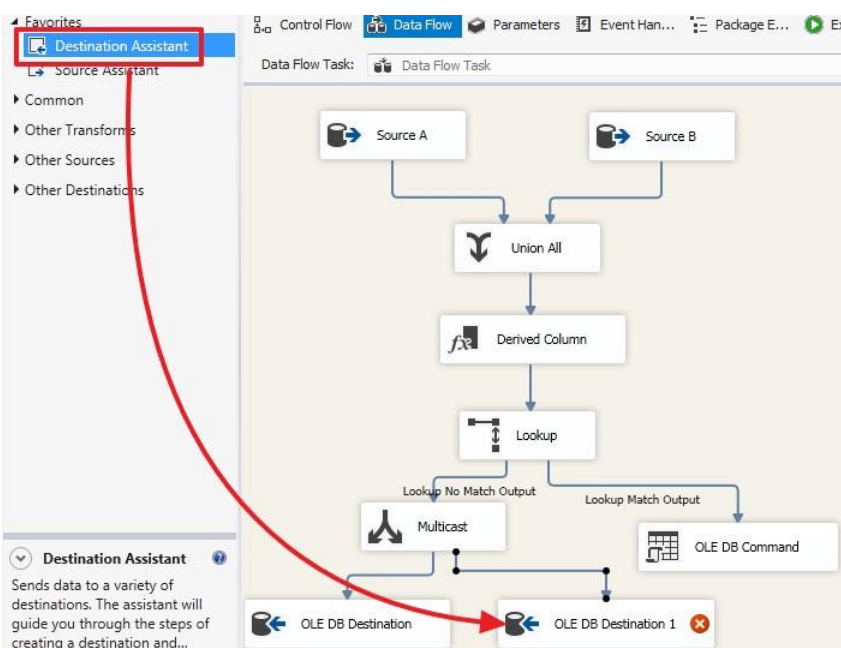 Favorites
Destination Assistant
Source Assistant
Common
Other Transforms
Other Sources
Other Destinations
Destination Assistant
Sends data to a variety of
destinations. The assistant will
guide you through the steps of
creating a destination and...
Control Flow Data Flow Parameters Event Han... Package E...
Data Flow Task: Data Flow Task
Source A
Source B
Union All
Derived Column
Lookup
Lookup No Match Output
Lookup Match Output
Multicast
OLE DB Command
OLE DB Destination
OLE DB Destination 1